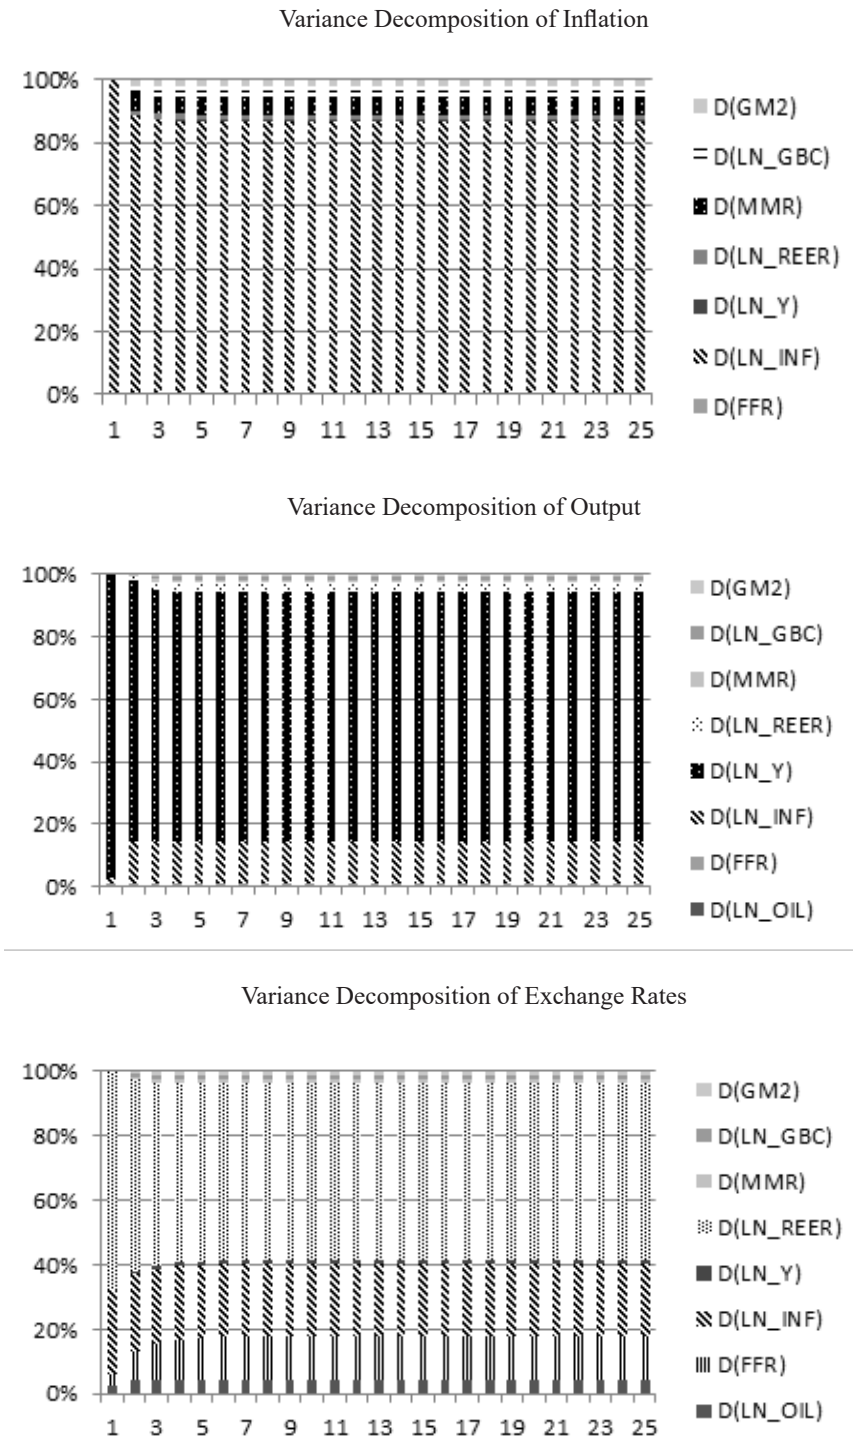 Variance Decomposition of Inflation
100%
80%
60%
40%
20%
0%
1 3 5 7 9 11 13 15 17 19 21 23 25
D(GM2)
D(LN_GBC)
D(MMR)
D(LN_REER)
D(LN_Y)
D(LN_INF)
D(FFR)
Variance Decomposition of Output
100%
80%
60%
40%
20%
0%
1 3 5 7 9 11 13 15 17 19 21 23 25
D(GM2)
D(LN_GBC)
D(MMR)
D(LN_REER)
D(LN_Y)
D(LN_INF)
D(FFR)
D(LN_OIL)
Variance Decomposition of Exchange Rates
100%
80%
60%
40%
20%
0%
1 3 5 7 9 11 13 15 17 19 21 23 25
D(GM2)
D(LN_GBC)
D(MMR)
D(LN_REER)
D(LN_Y)
D(LN_INF)
D(FFR)
D(LN_OIL)